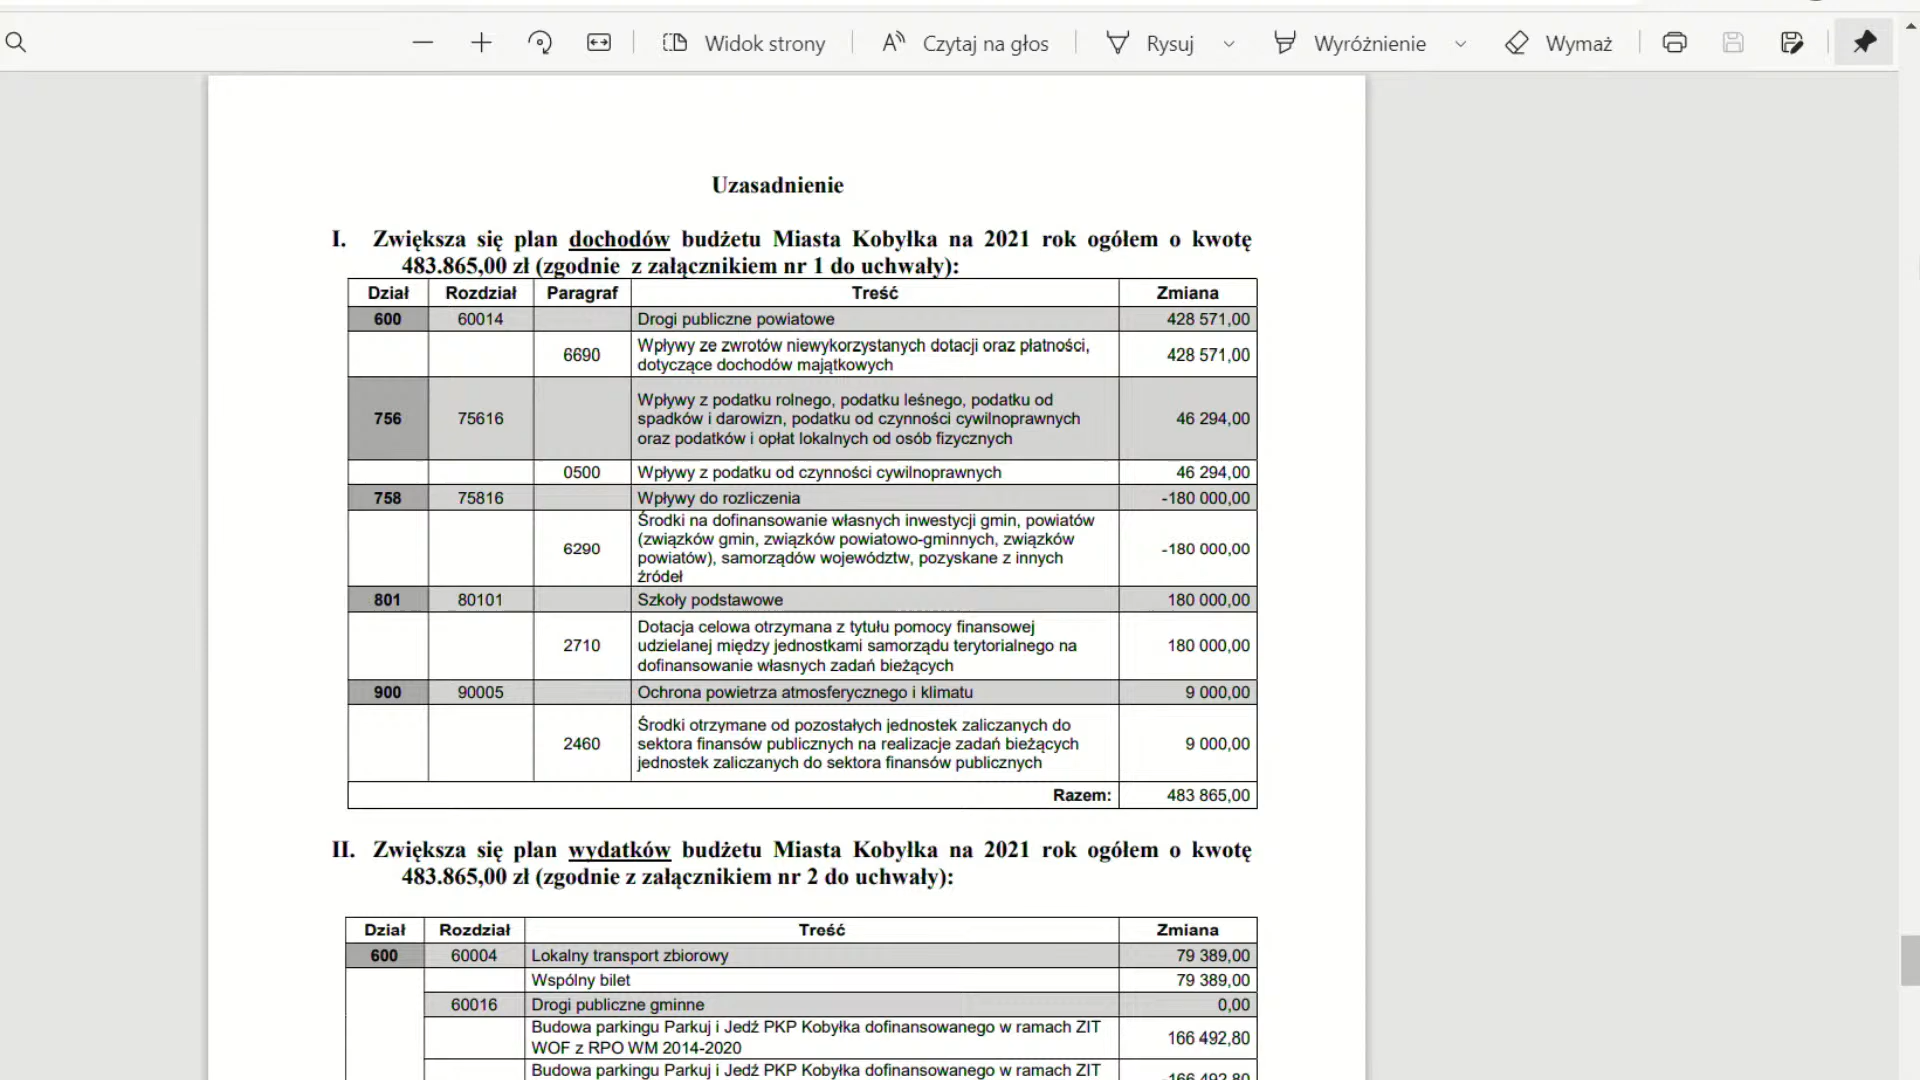 Widok strony
Czytaj na głos
Rysuj
Wyróżnienie
Wymaż
Uzasadnienie
I. Zwiększa się plan dochodów budżetu Miasta Kobyłka na 2021 rok ogółem o kwotę
483.865,00 zł (zgodnie z załącznikiem nr 1 do uchwały):
Dział Rozdział Paragraf Treść Zmiana
600 60014 Drogi publiczne powiatowe 428 571,00
6690 Wpływy ze zwrotów niewykorzystanych dotacji oraz płatności, 428 571,00
dotyczące dochodów majątkowych
Wpływy z podatku rolnego, podatku leśnego, podatku od
756 75616 spadków i darowizn, podatku od czynności cywilnoprawnych 46 294,00
oraz podatków i opłat lokalnych od osób fizycznych
0500 Wpływy z podatku od czynności cywilnoprawnych 46 294,00
758 75816 Wpływy do rozliczenia -180 000,00
Środki na dofinansowanie własnych inwestycji gmin, powiatów
6290 (związków gmin, związków powiatowo-gminnych, związków -180 000,00
powiatów), samorządów województw, pozyskane z innych
źródeł
801 80101 Szkoły podstawowe 180 000,00
Dotacja celowa otrzymana z tytułu pomocy finansowej
2710 udzielanej między jednostkami samorządu terytorialnego na 180 000,00
dofinansowanie własnych zadań bieżących
900 90005 Ochrona powietrza atmosferycznego i klimatu 9 000,00
Środki otrzymane od pozostałych jednostek zaliczanych do
2460 sektora finansów publicznych na realizacje zadań bieżących 9 000,00
jednostek zaliczanych do sektora finansów publicznych
Razem: 483 865,00
II. Zwiększa się plan wydatków budżetu Miasta Kobyłka na 2021 rok ogółem o kwotę
483.865,00 zł (zgodnie z załącznikiem nr 2 do uchwały):
Dział Rozdział Treść Zmiana
600 60004 Lokalny transport zbiorowy 79 389,00
Wspólny bilet 79 389,00
60016 Drogi publiczne gminne 0,00
Budowa parkingu Parkuj i Jedź PKP Kobyłka dofinansowanego w ramach ZIT 166 492,80
WOF z RPO WM 2014-2020
Budowa parkingu Parkuj i Jedź PKP Kobyłka dofinansowanego w ramach ZIT -166 492,80